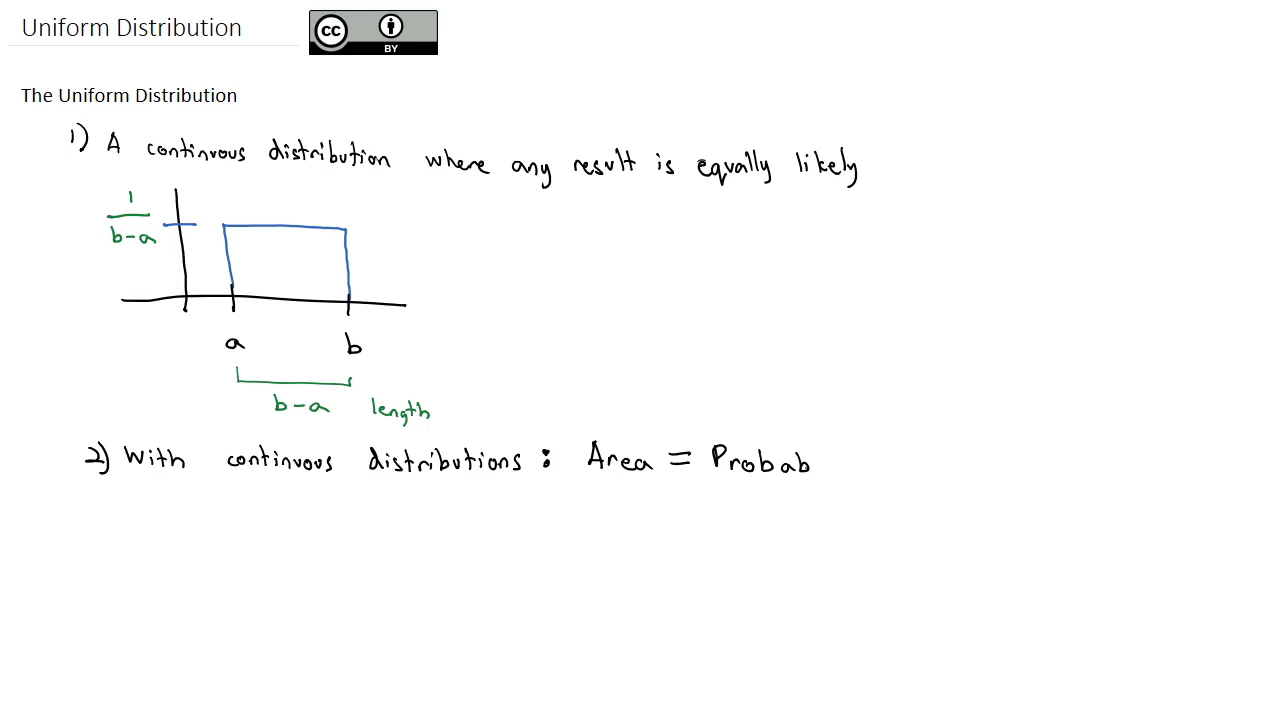 Uniform Distribution
cc BY
The Uniform Distribution
1) A continuous distribution where any result is equally likely
1
b-a
a b
b-a length
2) With continuous distributions : Area = Probab